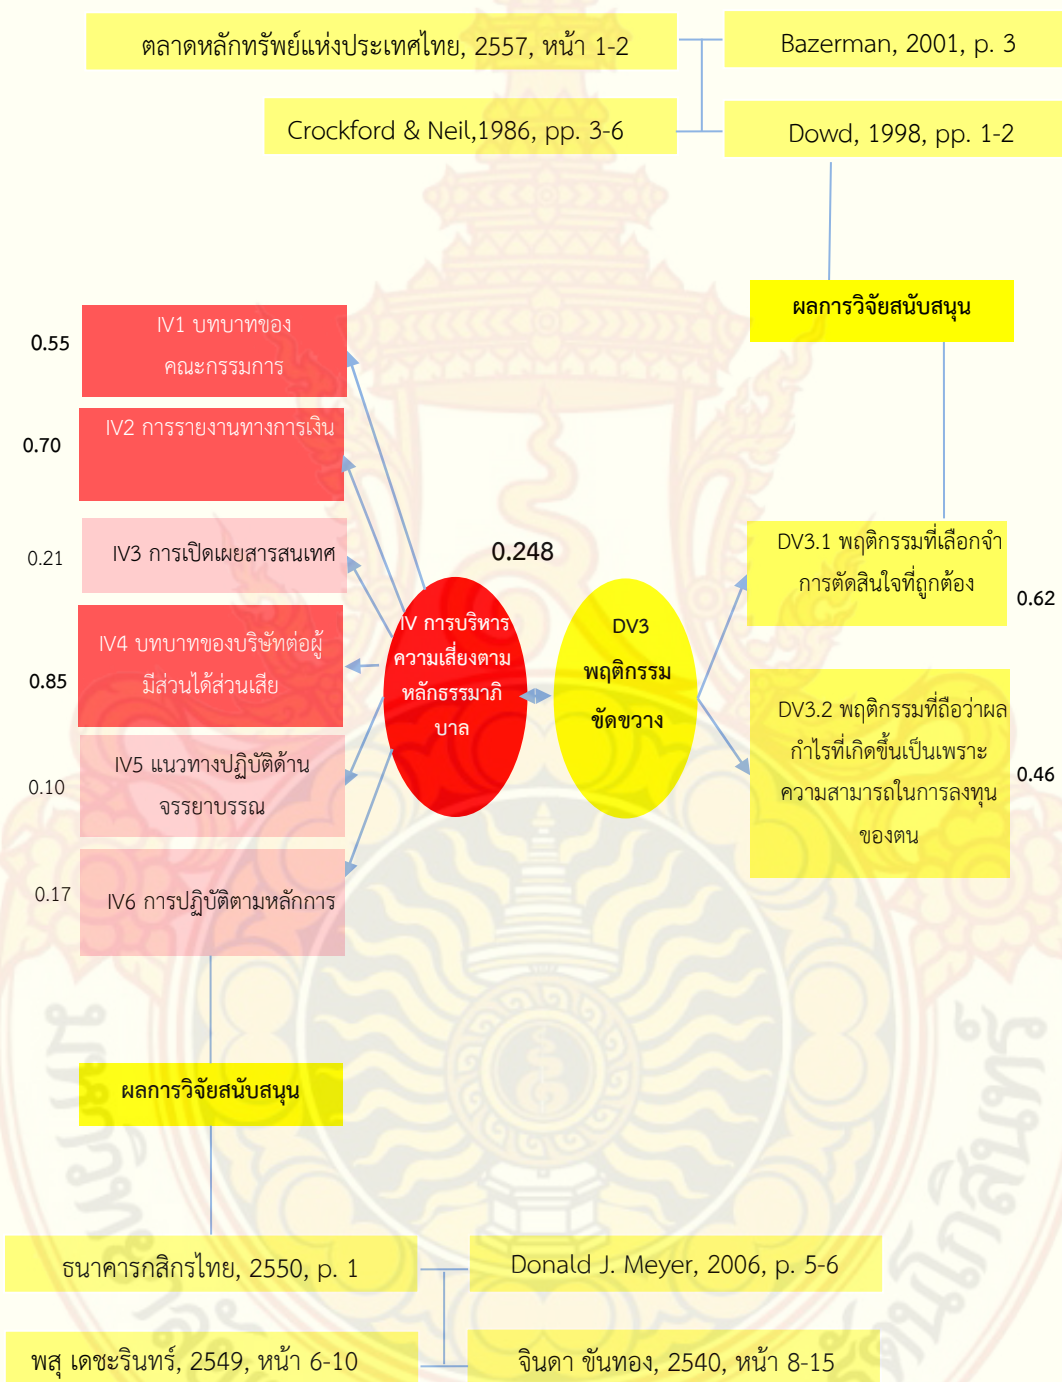 ตลาดหลักทรัพย์แห่งประเทศไทย, 2557, หน้า 1-2
Bazerman, 2001, p. 3
Crockford & Neil,1986, pp. 3-6
Dowd, 1998, pp. 1-2
ผลการวิจัยสนับสนุน
0.55
IV1 บทบาทของ
คณะกรรมการ
0.70
IV2 การรายงานทางการเงิน
0.21
IV3 การเปิดเผยสารสนเทศ
0.85
IV4 บทบาทของบริษัทต่อผู้
มีส่วนได้ส่วนเสีย
0.10
IV5 แนวทางปฏิบัติด้าน
จรรยาบรรณ
0.17
IV6 การปฏิบัติตามหลักการ
0.248
IV การบริหาร
ความเสี่ยงตาม
หลักธรรมาภิ
บาล
DV3
พฤติกรรม
ขัดขวาง
DV3.1 พฤติกรรมที่เลือกจำ
การตัดสินใจที่ถูกต้อง
0.62
DV3.2 พฤติกรรมที่ถือว่าผล
กำไรที่เกิดขึ้นเป็นเพราะ
ความสามารถในการลงทุน
ของตน
0.46
ผลการวิจัยสนับสนุน
ธนาคารกสิกรไทย, 2550, p. 1
Donald J. Meyer, 2006, p. 5-6
พสุ เดชะรินทร์, 2549, หน้า 6-10
จินดา ขันทอง, 2540, หน้า 8-15